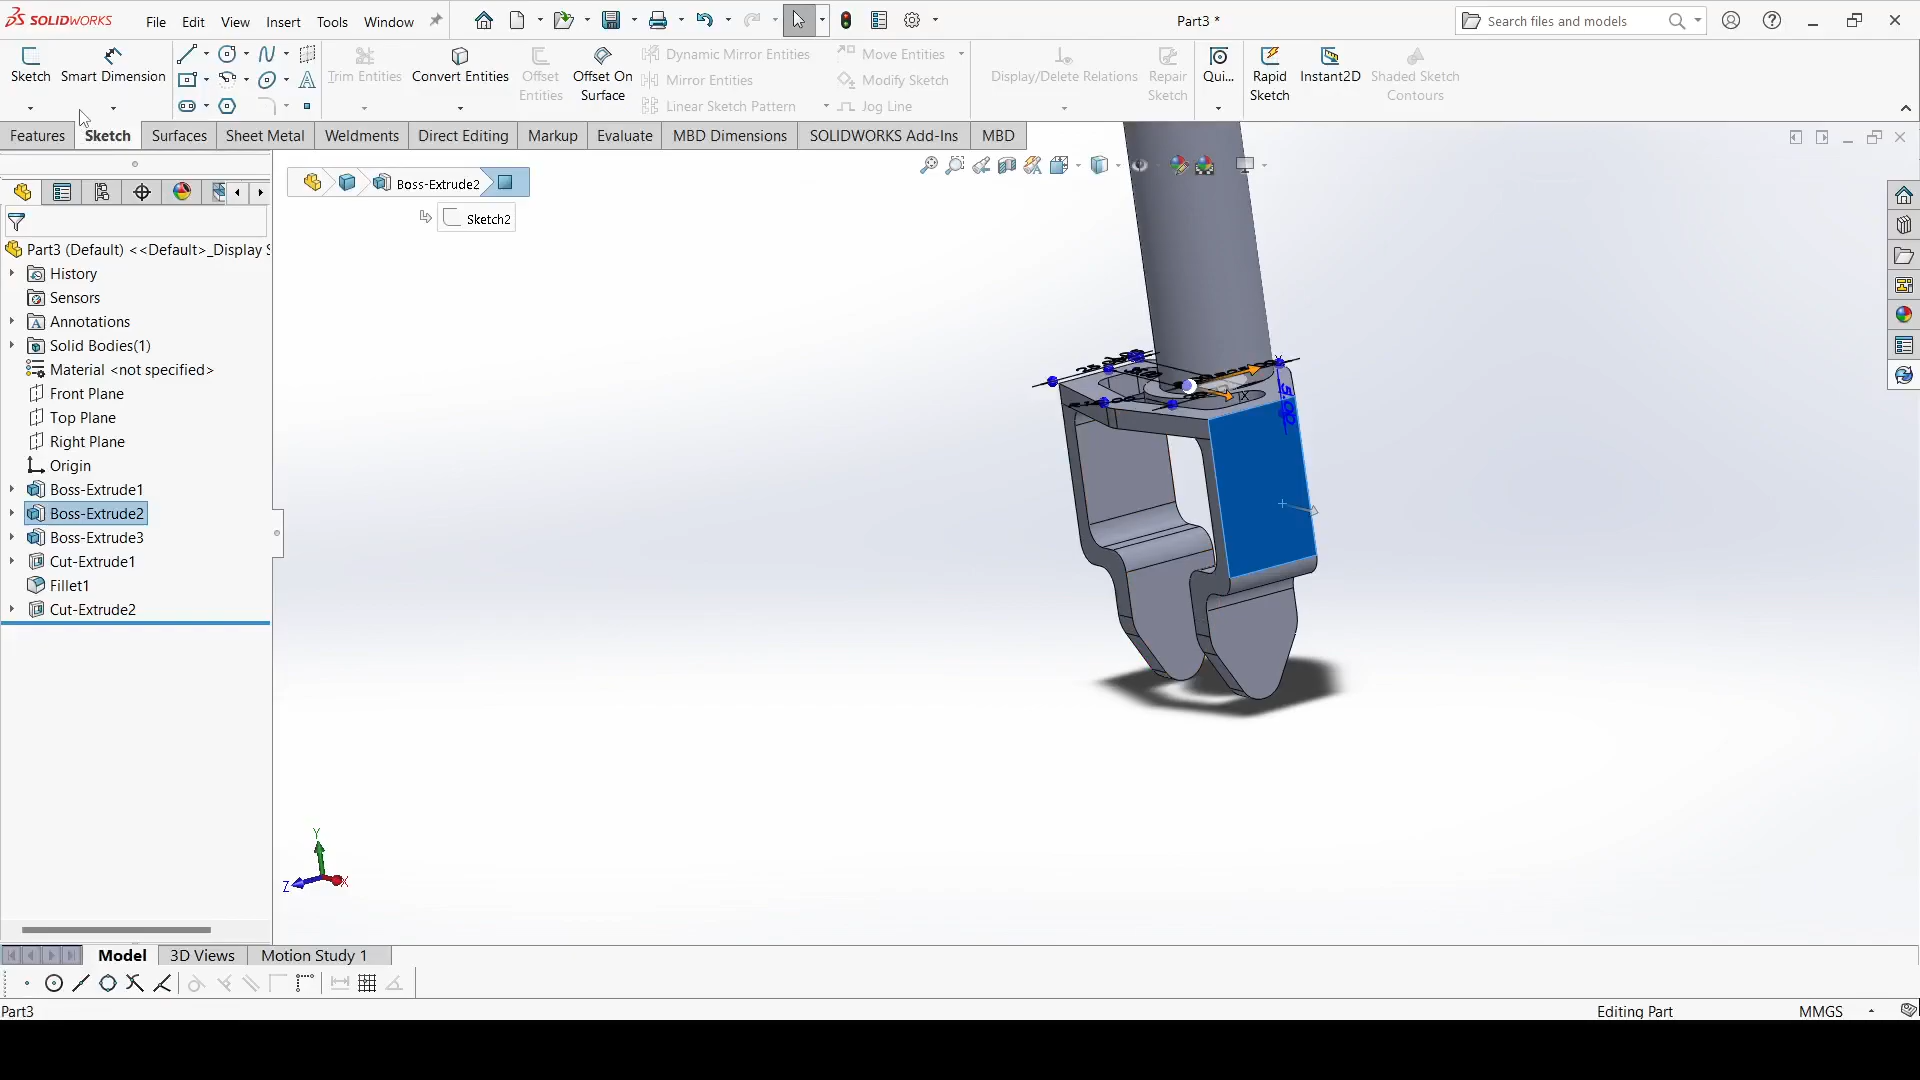 SOLIDWORKS
File Edit View Insert Tools Window
Part3 *
Search files and models
Sketch
Smart Dimension
Trim Entities
Convert Entities
Offset Entities
Offset On Surface
Dynamic Mirror Entities
Mirror Entities
Linear Sketch Pattern
Move Entities
Modify Sketch
Jog Line
Display/Delete Relations
Repair Sketch
Qui...
Rapid Sketch
Instant2D
Shaded Sketch Contours
Features Sketch Surfaces Sheet Metal Weldments Direct Editing Markup Evaluate MBD Dimensions SOLIDWORKS Add-Ins MBD
Boss-Extrude2
Sketch2
Part3 (Default) <<Default>_Display S
History
Sensors
Annotations
Solid Bodies(1)
Material <not specified>
Front Plane
Top Plane
Right Plane
Origin
Boss-Extrude1
Boss-Extrude2
Boss-Extrude3
Cut-Extrude1
Fillet1
Cut-Extrude2
5.00
X
Y
Z
X
Model 3D Views Motion Study 1
Part3
Editing Part
MMGS